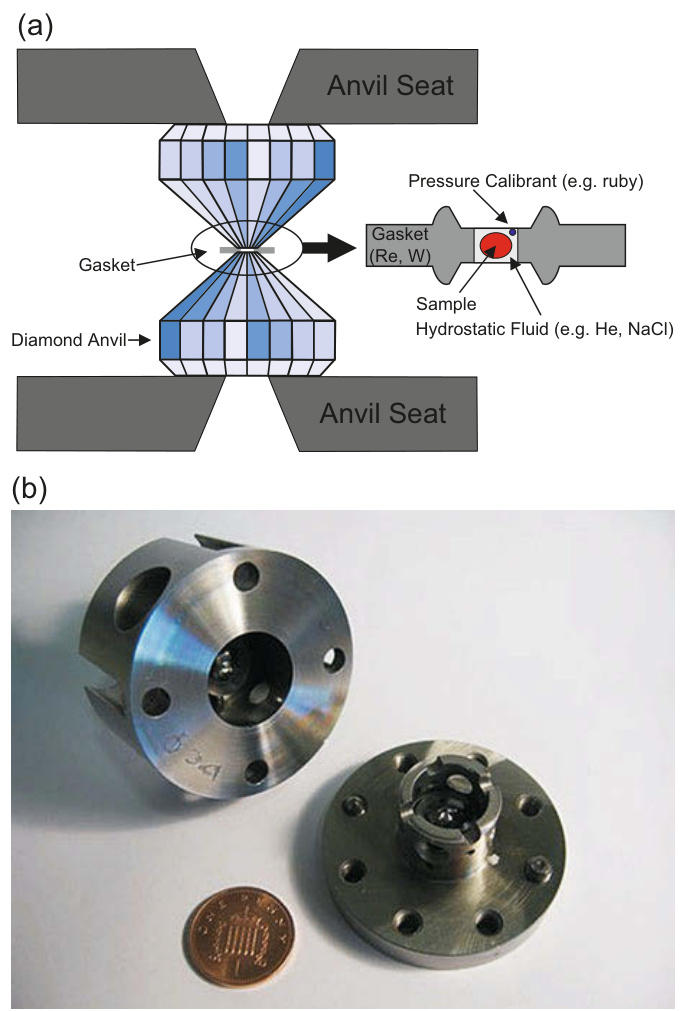 (a)
Anvil Seat
Pressure Calibrant (e.g. ruby)
Gasket
(Re, W)
Gasket
Sample
Hydrostatic Fluid (e.g. He, NaCl)
Diamond Anvil
Anvil Seat
(b)
ONE PENNY